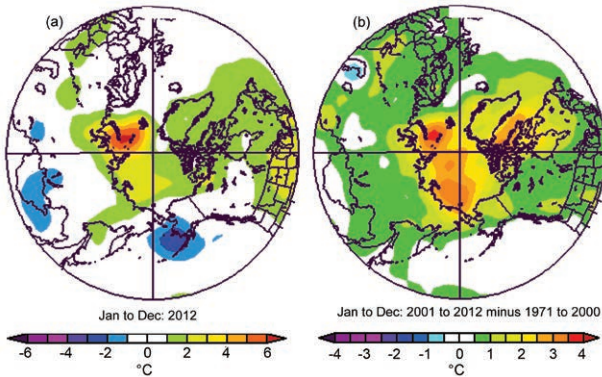 (a)
(b)
Jan to Dec: 2012
Jan to Dec: 2001 to 2012 minus 1971 to 2000
-6 -4 -2 0 2 4 6
°C
-4 -3 -2 -1 0 1 2 3 4
°C